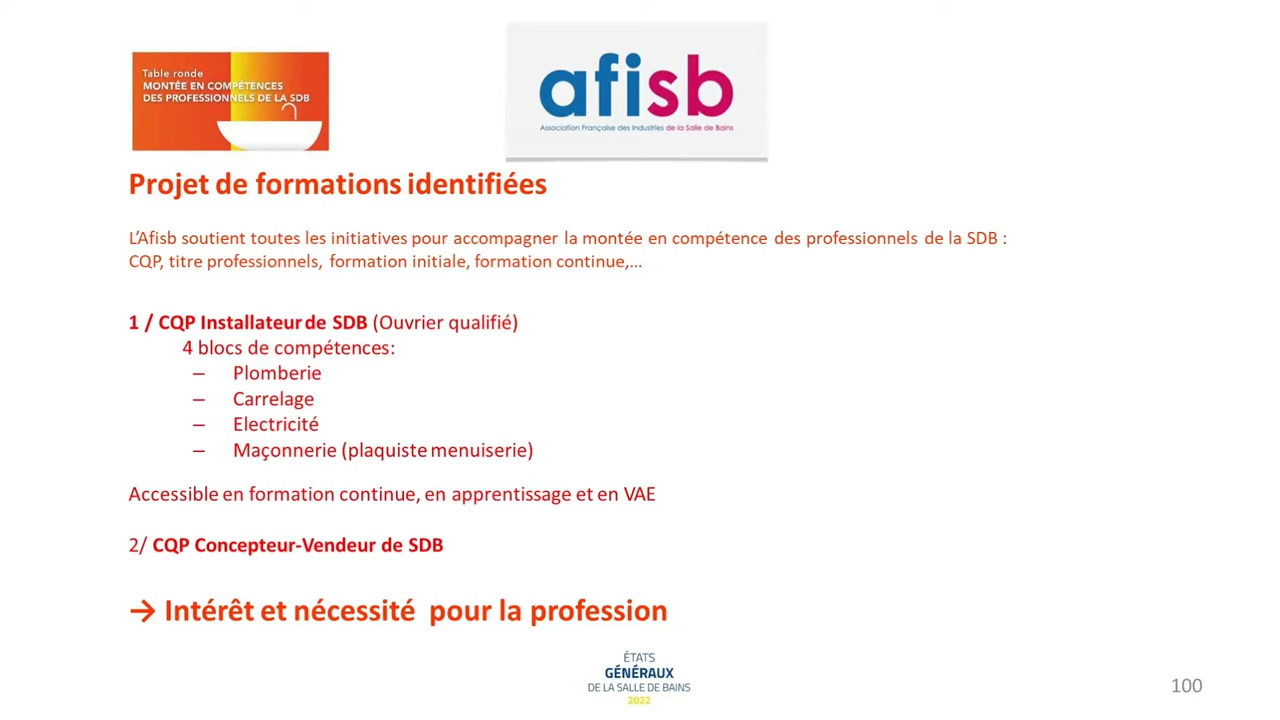 Table ronde
MONTÉE EN COMPÉTENCES
DES PROFESSIONNELS DE LA SDB
afisb
Association Française des Industries de la Salle de Bains
Projet de formations identifiées
L'Afisb soutient toutes les initiatives pour accompagner la montée en compétence des professionnels de la SDB :
CQP, titre professionnels, formation initiale, formation continue,...
1 / CQP Installateur de SDB (Ouvrier qualifié)
4 blocs de compétences:
– Plomberie
– Carrelage
– Electricité
– Maçonnerie (plaquiste menuiserie)
Accessible en formation continue, en apprentissage et en VAE
2/ CQP Concepteur-Vendeur de SDB
→ Intérêt et nécessité pour la profession
ÉTATS
GÉNÉRAUX
DE LA SALLE DE BAINS
2022
100